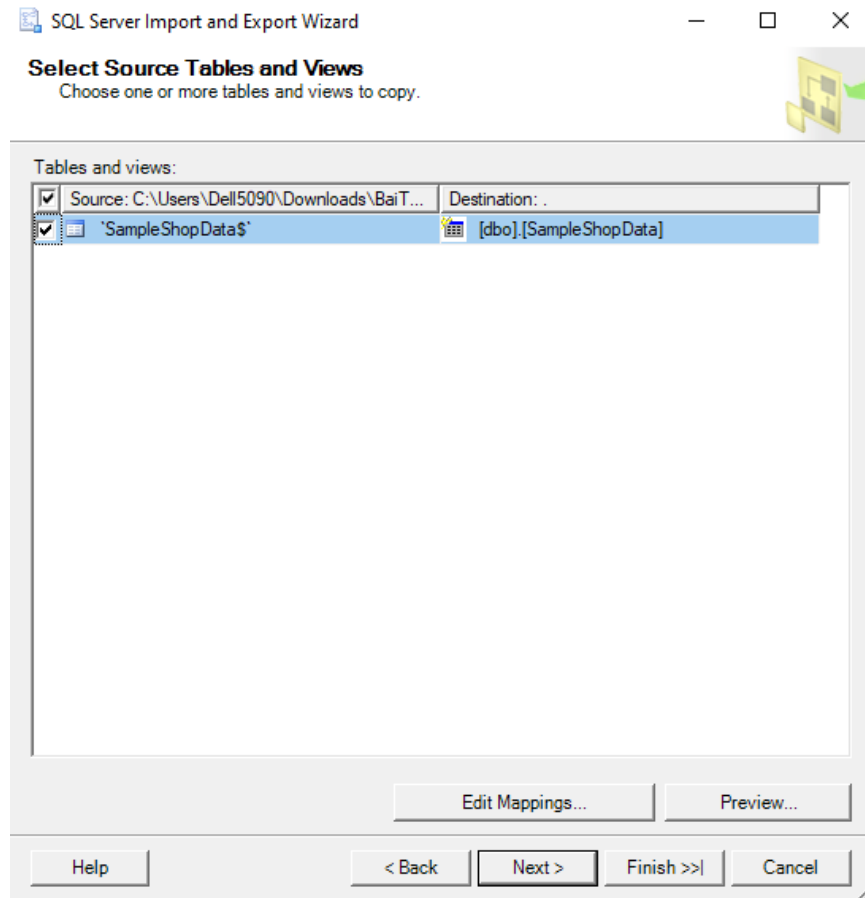 SQL Server Import and Export Wizard
Select Source Tables and Views
Choose one or more tables and views to copy.
Tables and views:
Source: C:\Users\Dell5090\Downloads\BaiT... Destination: .
`SampleShopData$` [dbo].[SampleShopData]
Edit Mappings... Preview...
Help < Back Next > Finish >>| Cancel